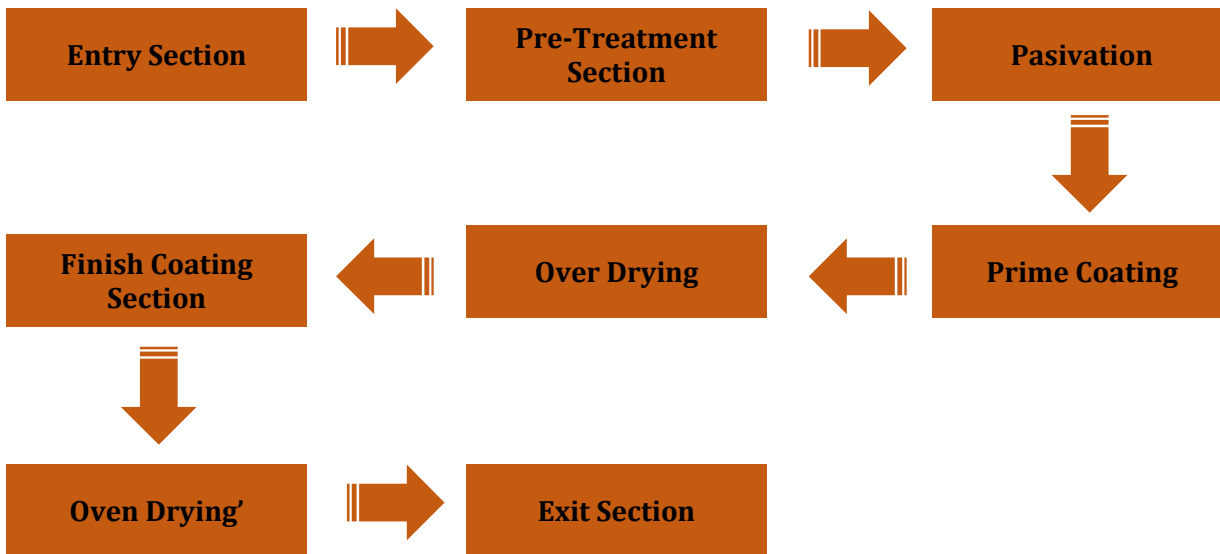 Entry Section
Pre-Treatment
Section
Pasivation
Prime Coating
Over Drying
Finish Coating
Section
Oven Drying’
Exit Section